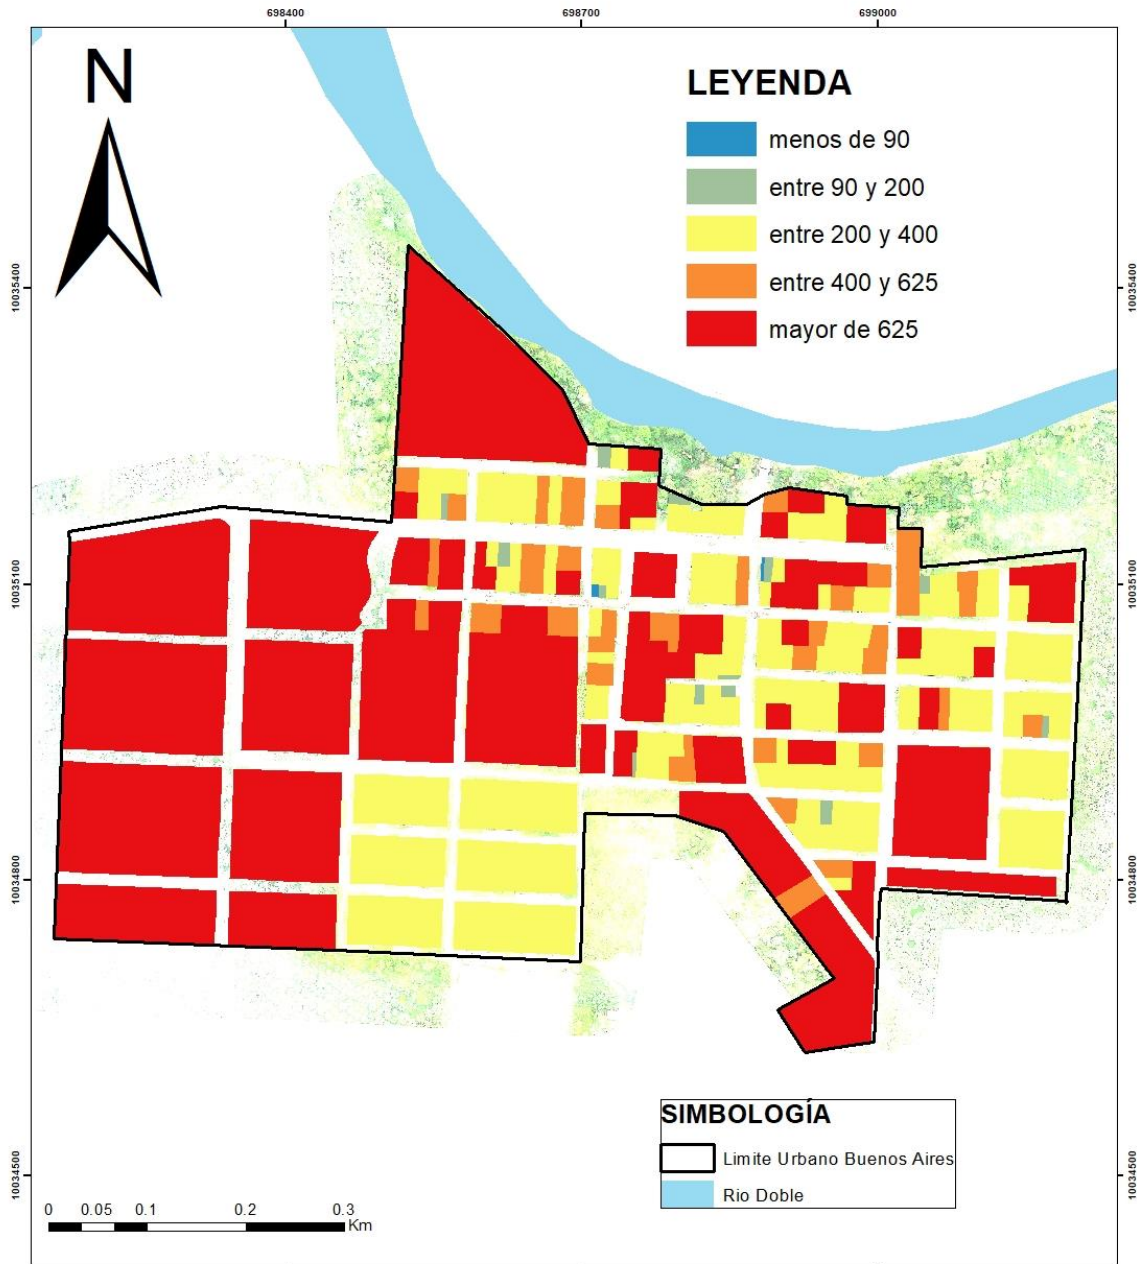 698400
698700
699000
N
LEYENDA
menos de 90
entre 90 y 200
entre 200 y 400
entre 400 y 625
mayor de 625
10035400
10035400
10035100
10035100
10034800
10034800
10034500
10034500
SIMBOLOGÍA
Limite Urbano Buenos Aires
Rio Doble
0 0.05 0.1 0.2 0.3
Km